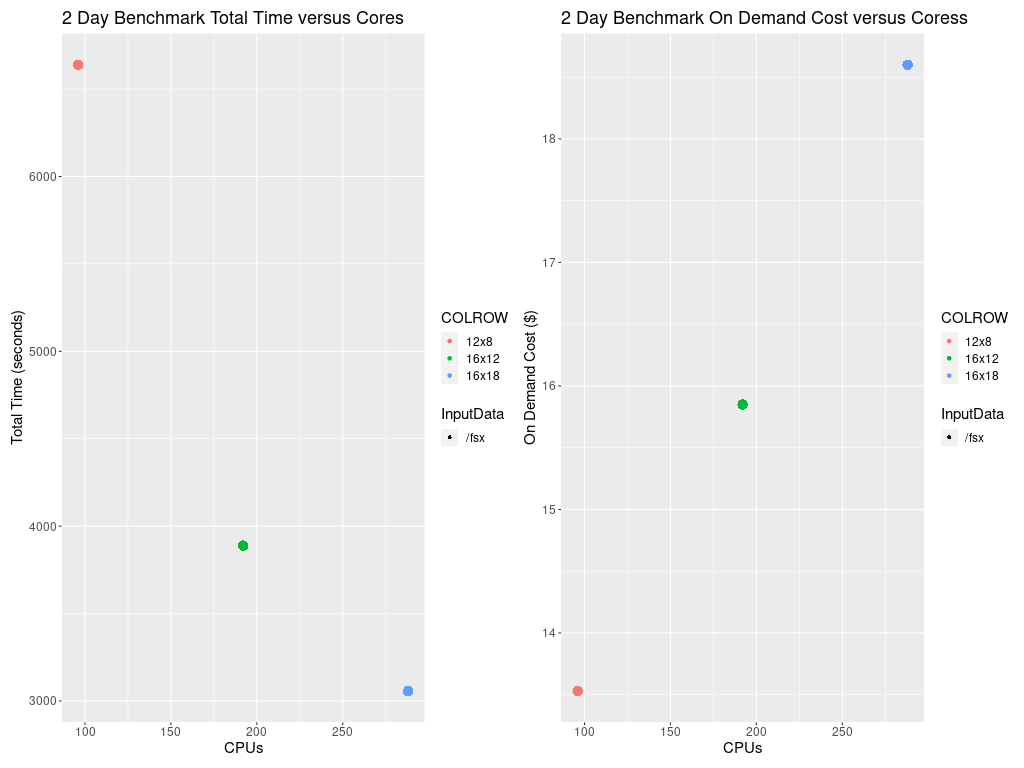 2 Day Benchmark Total Time versus Cores
Total Time (seconds)
6000
5000
4000
3000
100 150 200 250
CPUs
COLROW
12x8
16x12
16x18
InputData
/fsx
2 Day Benchmark On Demand Cost versus Coress
On Demand Cost ($)
18
17
16
15
14
100 150 200 250
CPUs
COLROW
12x8
16x12
16x18
InputData
/fsx